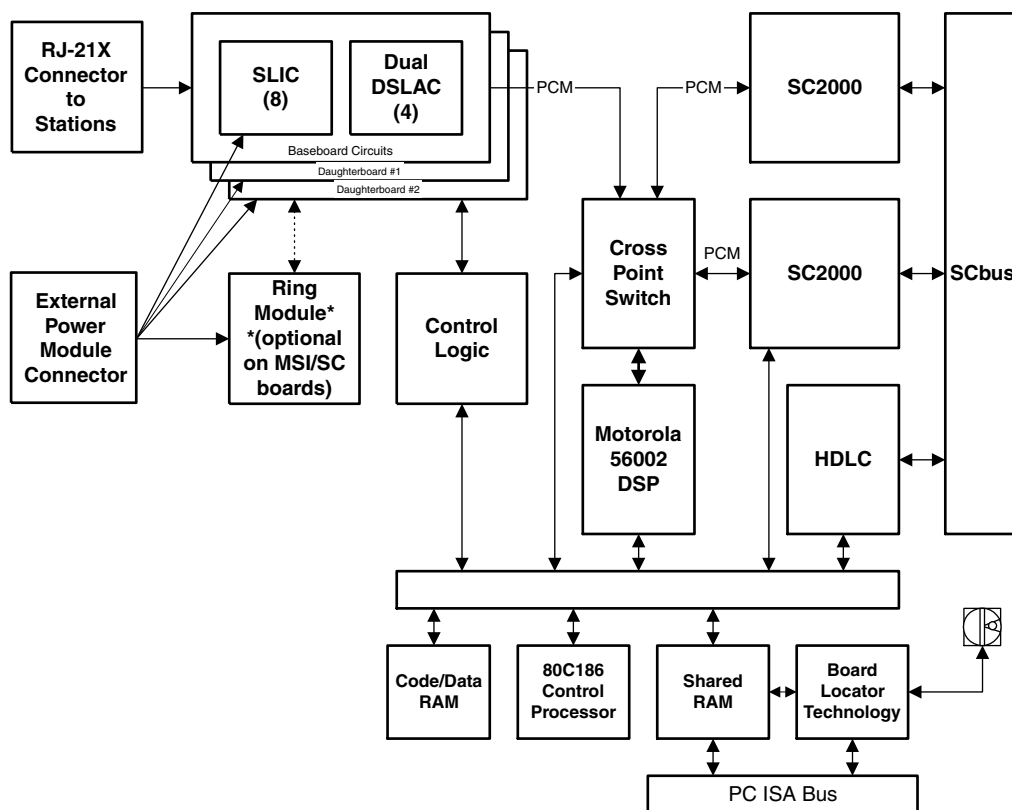 RJ-21X
Connector
to
Stations
SLIC
(8)
Dual
DSLAC
(4)
Baseboard Circuits
Daughterboard #1
Daughterboard #2
PCM
PCM
SC2000
SCbus
External
Power
Module
Connector
Ring
Module*
*(optional
on MSI/SC
boards)
Control
Logic
Cross
Point
Switch
PCM
SC2000
Motorola
56002
DSP
HDLC
Code/Data
RAM
80C186
Control
Processor
Shared
RAM
Board
Locator
Technology
PC ISA Bus